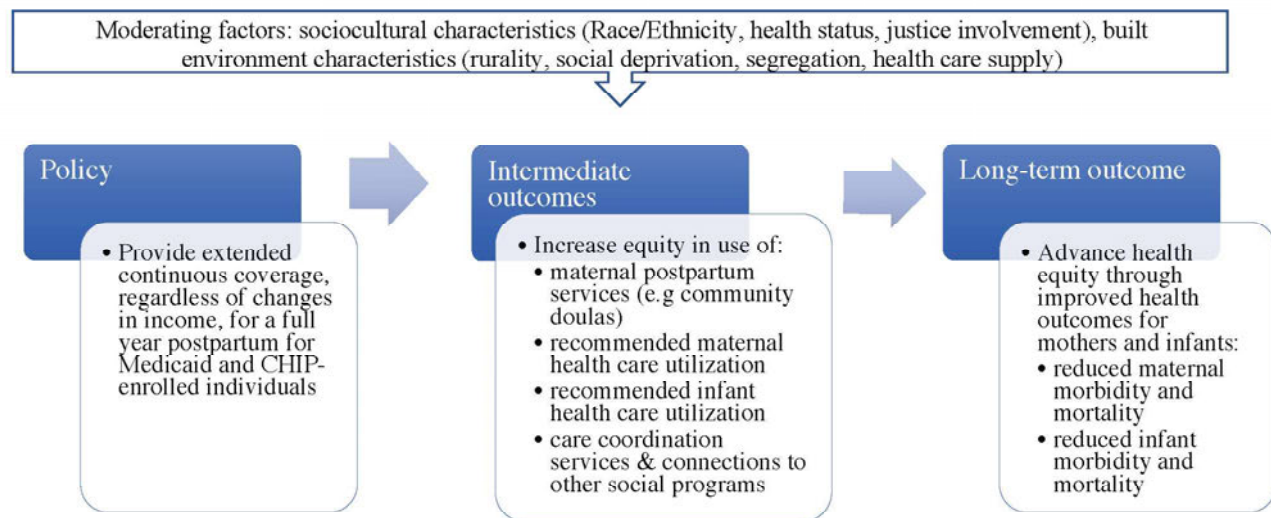 Moderating factors: sociocultural characteristics (Race/Ethnicity, health status, justice involvement), built
environment characteristics (rurality, social deprivation, segregation, health care supply)
Policy
• Provide extended
continuous coverage,
regardless of changes
in income, for a full
year postpartum for
Medicaid and CHIP-
enrolled individuals
Intermediate
outcomes
• Increase equity in use of:
• maternal postpartum
services (e.g community
doulas)
• recommended maternal
health care utilization
• recommended infant
health care utilization
• care coordination
services & connections to
other social programs
Long-term outcome
• Advance health
equity through
improved health
outcomes for
mothers and infants:
• reduced maternal
morbidity and
mortality
• reduced infant
morbidity and
mortality